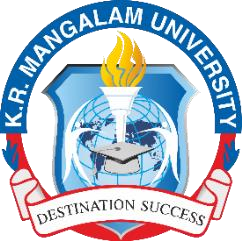 K.R. MANGALAM UNIVERSITY
DESTINATION SUCCESS